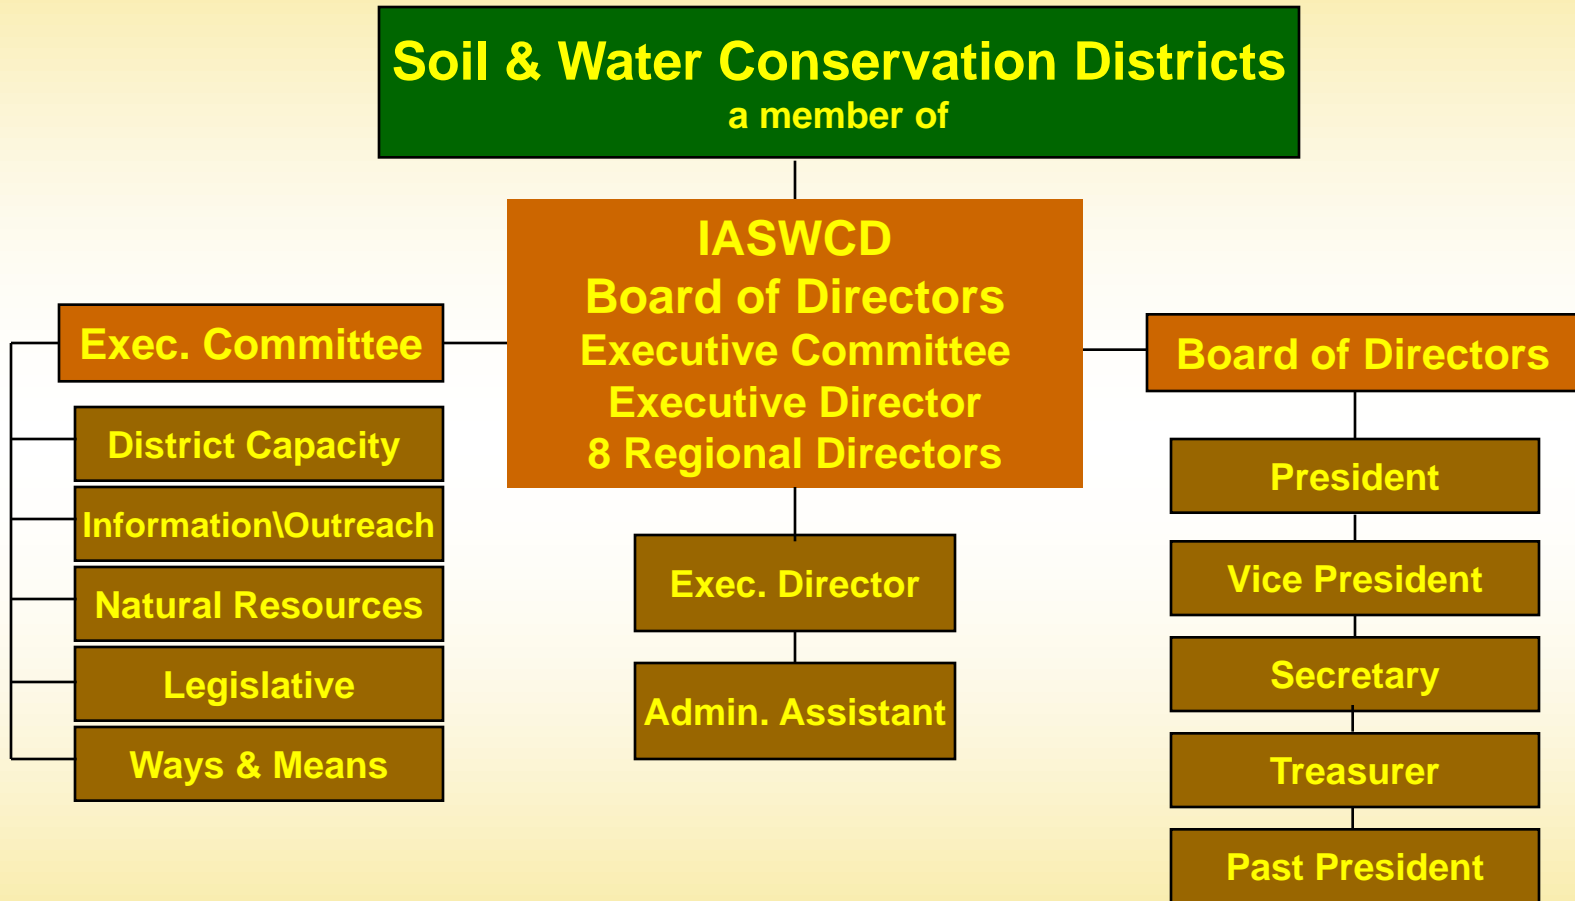 Soil & Water Conservation Districts
a member of
IASWCD
Board of Directors
Executive Committee
Executive Director
8 Regional Directors
Exec. Committee
District Capacity
Information\Outreach
Natural Resources
Legislative
Ways & Means
Exec. Director
Admin. Assistant
Board of Directors
President
Vice President
Secretary
Treasurer
Past President